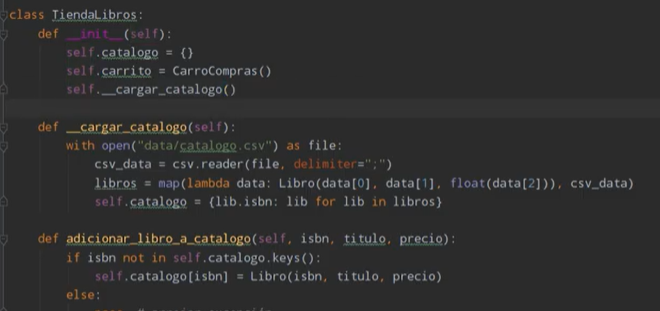 class TiendaLibros:
    def __init__(self):
        self.catalogo = {}
        self.carrito = CarroCompras()
        self.__cargar_catalogo()
    def __cargar_catalogo(self):
        with open("data/catalogo.csv") as file:
            csv_data = csv.reader(file, delimiter=";")
            libros = map(lambda data: Libro(data[0], data[1], float(data[2])), csv_data)
            self.catalogo = {lib.isbn: lib for lib in libros}
    def adicionar_libro_a_catalogo(self, isbn, titulo, precio):
        if isbn not in self.catalogo.keys():
            self.catalogo[isbn] = Libro(isbn, titulo, precio)
        else: